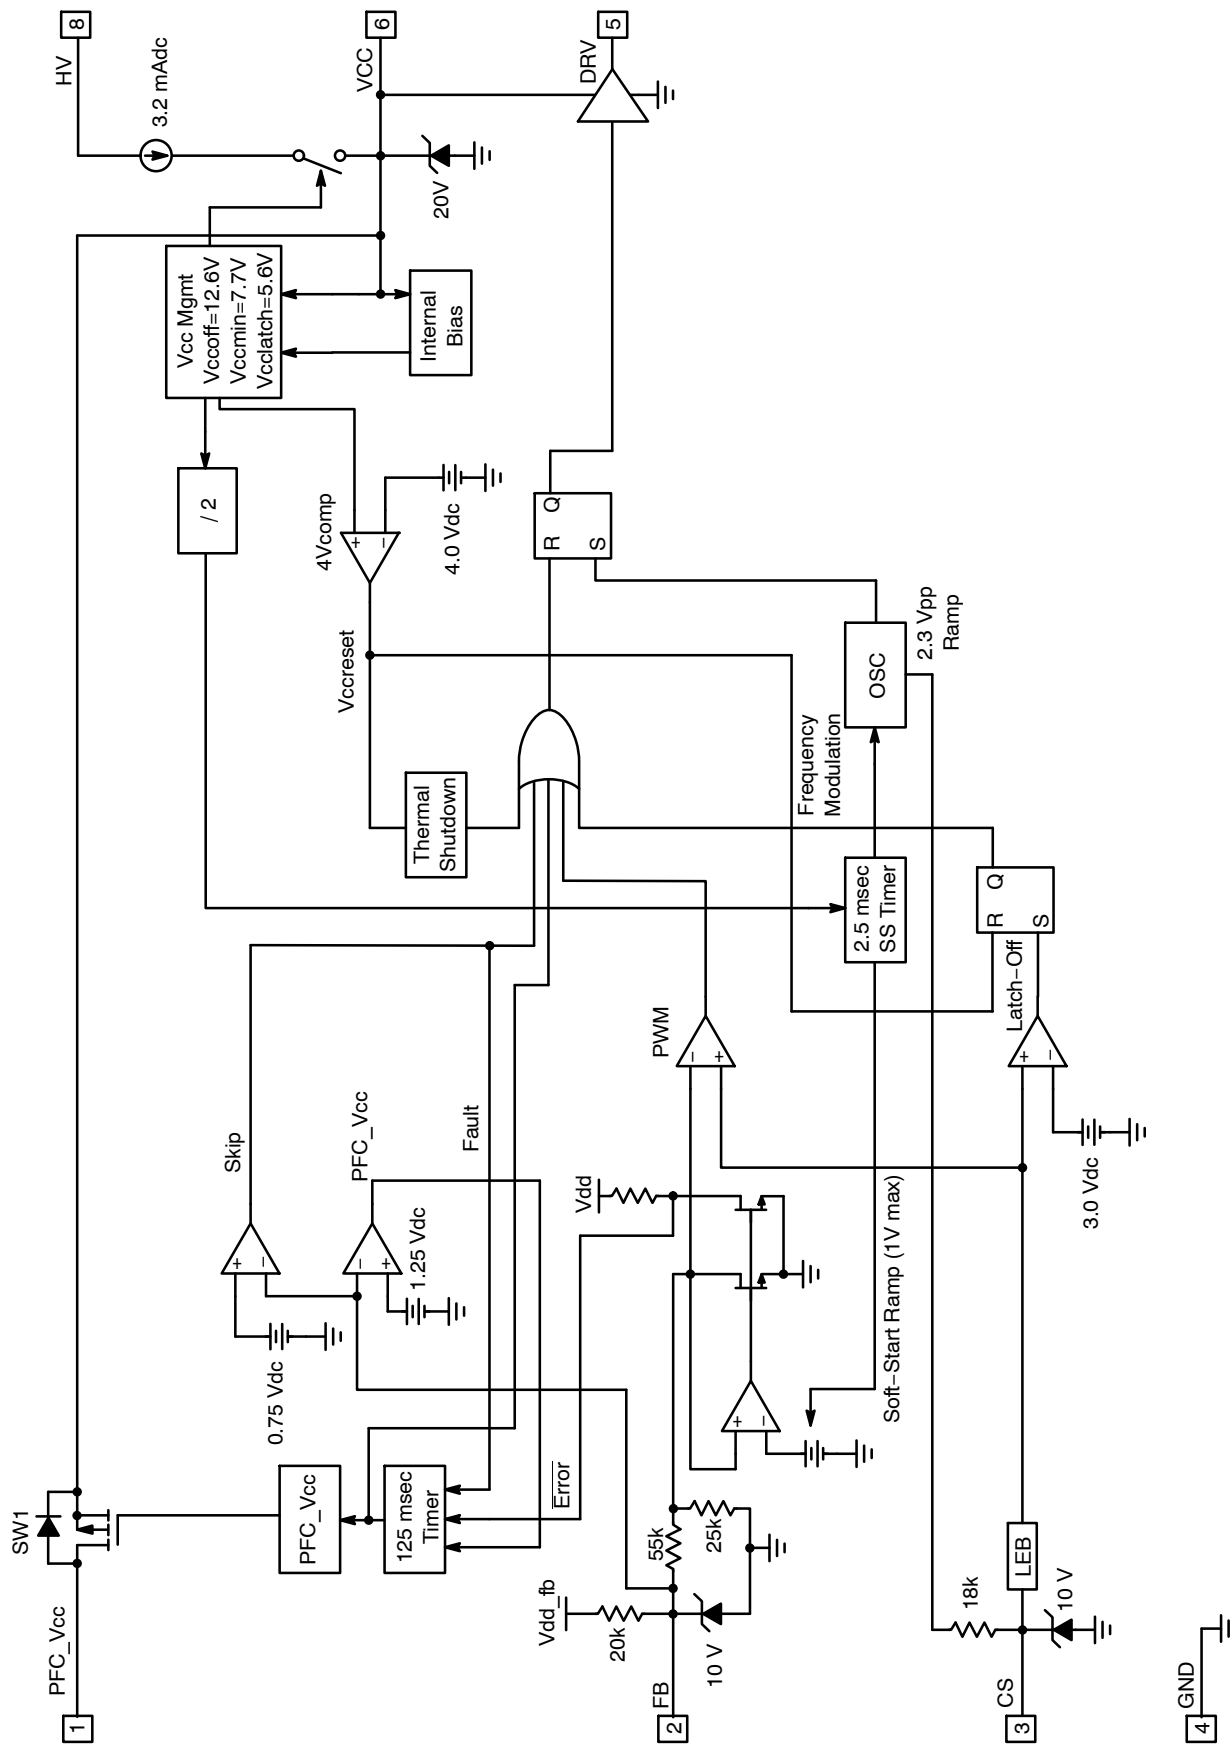 SW1
PFC_Vcc
1
PFC_Vcc
125 msec
Timer
Error
0.75 Vdc
+
−
Skip
PFC_Vcc
−
+
1.25 Vdc
Fault
/ 2
Vcc Mgmt
Vccoff=12.6V
Vccmin=7.7V
Vcclatch=5.6V
Internal
Bias
HV
8
3.2 mAdc
VCC
6
20V
4Vcomp
+
−
4.0 Vdc
Vccreset
Thermal
Shutdown
R
Q
S
DRV
5
FB
2
Vdd_fb
20k
10 V
55k
25k
Vdd
+
−
PWM
−
+
Soft−Start Ramp (1V max)
2.5 msec
SS Timer
Frequency
Modulation
OSC
2.3 Vpp
Ramp
CS
3
18k
10 V
LEB
3.0 Vdc
+
−
Latch−Off
R
Q
S
GND
4